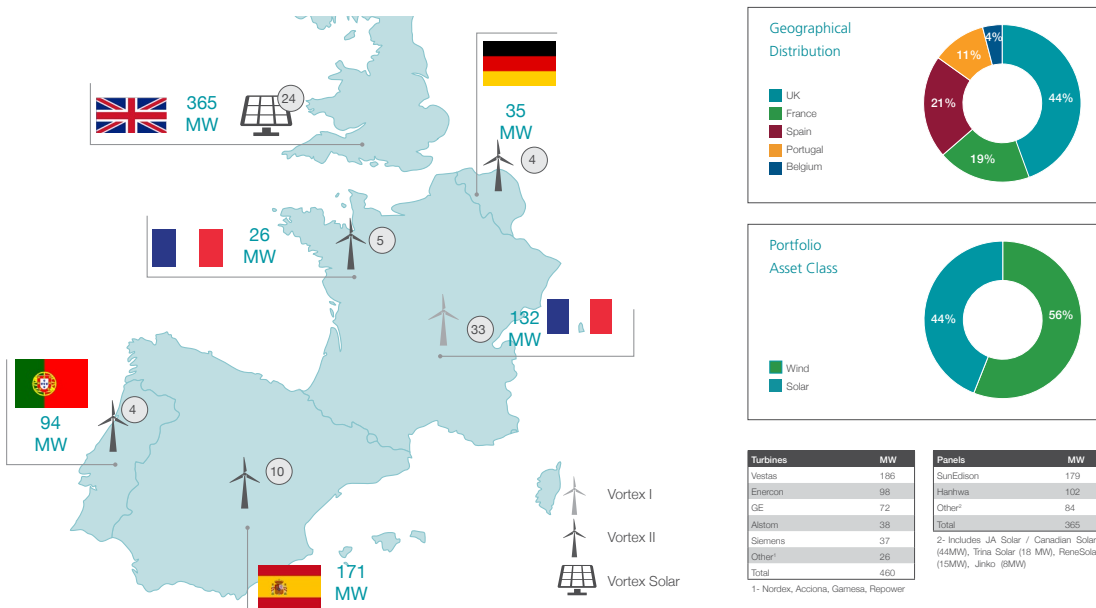 365
MW
24
35
MW
4
26
MW
5
132
MW
33
94
MW
4
10
171
MW
Vortex I
Vortex II
Vortex Solar
Geographical
Distribution
UK
France
Spain
Portugal
Belgium
4%
11%
44%
21%
19%
Portfolio
Asset Class
Wind
Solar
44%
56%
Turbines MW
Vestas 186
Enercon 98
GE 72
Alstom 38
Siemens 37
Other¹ 26
Total 460
1- Nordex, Acciona, Gamesa, Repower
Panels MW
SunEdison 179
Hanhwa 102
Other² 84
Total 365
2- Includes JA Solar / Canadian Solar
(44MW), Trina Solar (18 MW), ReneSola
(15MW), Jinko (8MW)